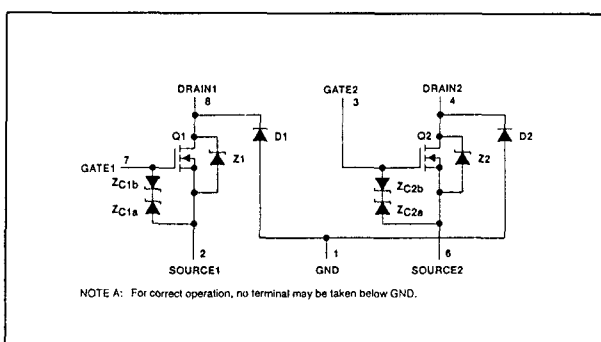 DRAIN1
8
GATE2
3
DRAIN2
4
Q1
D1
Q2
D2
GATE1
7
Z1
Z2
ZC1b
ZC2b
ZC1a
ZC2a
2
SOURCE1
1
GND
6
SOURCE2
NOTE A: For correct operation, no terminal may be taken below GND.